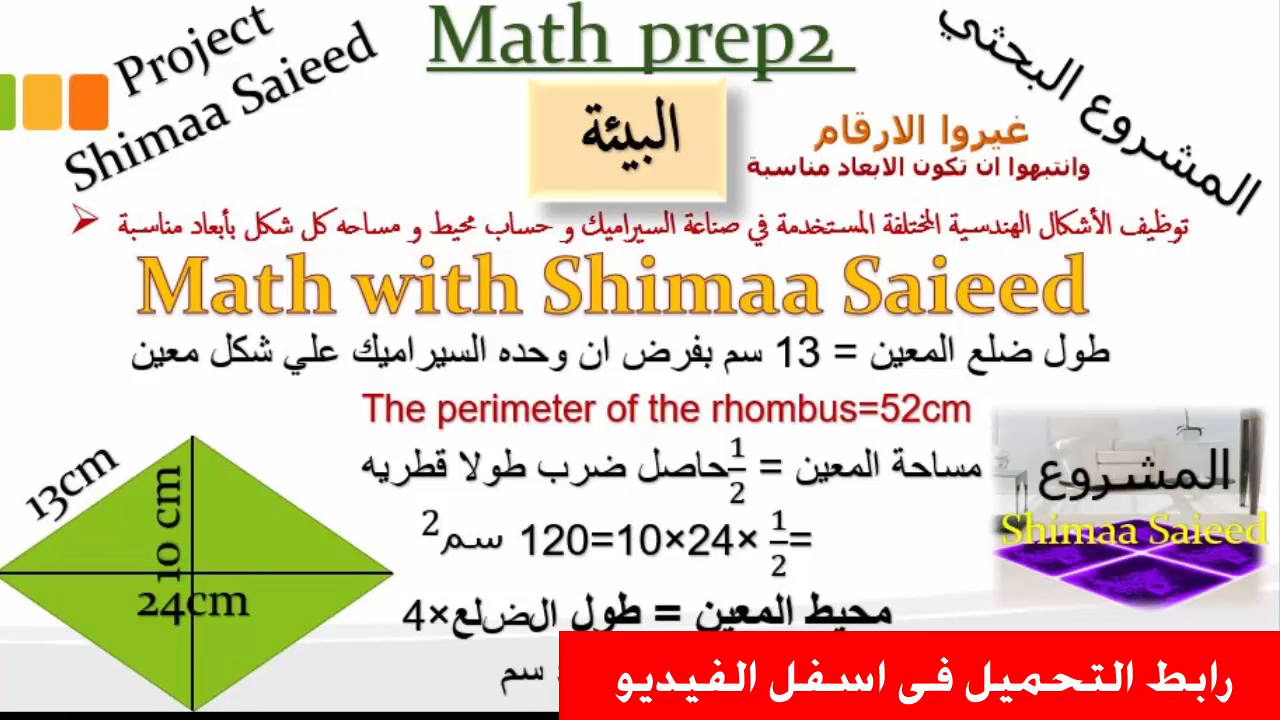 Math prep2
Project
Shimaa Saieed
المشروع البحثي
البيئة
غيروا الارقام
وانتبهوا ان تكون الابعاد مناسبة
توظيف الأشكال الهندسية المختلفة المستخدمة في صناعة السيراميك و حساب محيط و مساحه كل شكل بأبعاد مناسبة
Math with Shimaa Saieed
طول ضلع المعين = 13 سم بفرض ان وحده السيراميك علي شكل معين
The perimeter of the rhombus=52cm
مساحة المعين = 1/2 حاصل ضرب طولا قطريه
=1/2 ×24×10=120 سم2
محيط المعين = طول الضلع×4
سم
13cm
10 cm
24cm
المشروع
Shimaa Saieed
رابط التحميل فى اسفل الفيديو